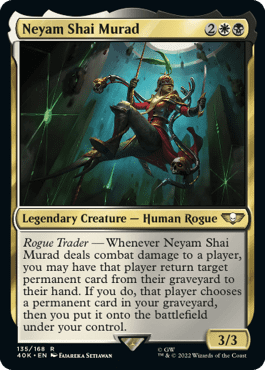 Neyam Shai Murad 2
Legendary Creature — Human Rogue
Rogue Trader — Whenever Neyam Shai
Murad deals combat damage to a player,
you may have that player return target
permanent card from their graveyard to
their hand. If you do, that player chooses
a permanent card in your graveyard,
then you put it onto the battlefield
under your control.
3/3
135/168 R
40K • EN FAJAREKA SETIAWAN
© GW
™ & © 2022 Wizards of the Coast